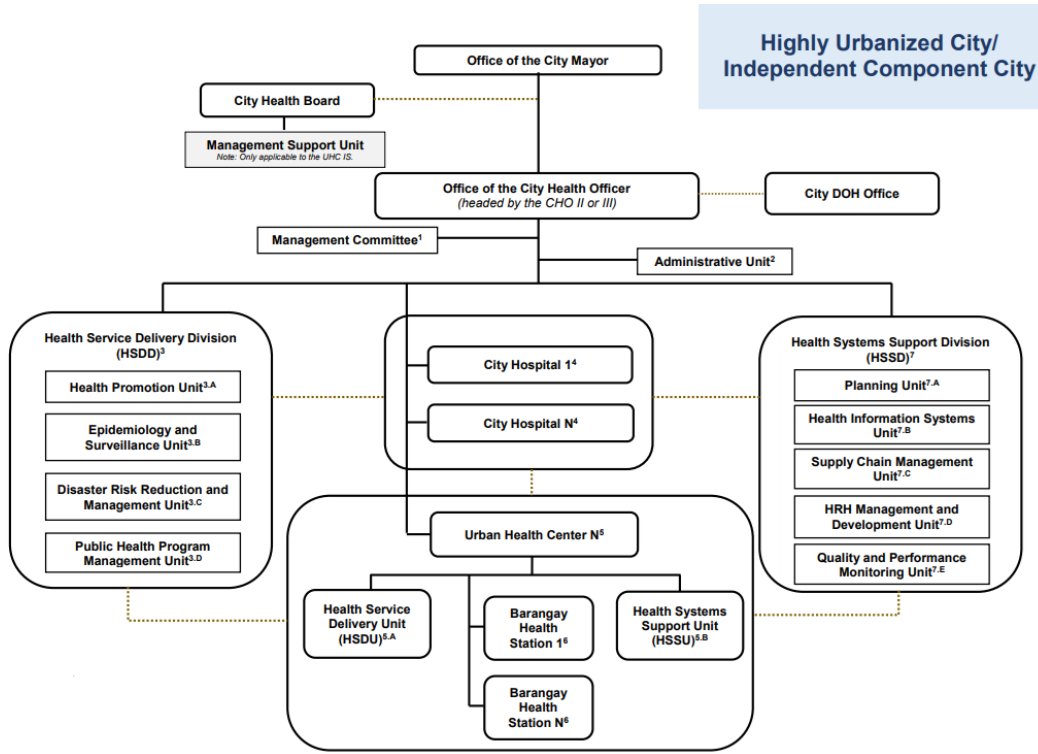 Highly Urbanized City/
Independent Component City
Office of the City Mayor
City Health Board
Management Support Unit
Note: Only applicable to the UHC IS.
Office of the City Health Officer
(headed by the CHO II or III)
City DOH Office
Management Committee¹
Administrative Unit²
Health Service Delivery Division
(HSDD)³
Health Promotion Unit³·ᴬ
Epidemiology and
Surveillance Unit³·ᴮ
Disaster Risk Reduction and
Management Unit³·ᶜ
Public Health Program
Management Unit³·ᴰ
City Hospital 1⁴
City Hospital N⁴
Health Systems Support Division
(HSSD)⁷
Planning Unit⁷·ᴬ
Health Information Systems
Unit⁷·ᴮ
Supply Chain Management
Unit⁷·ᶜ
HRH Management and
Development Unit⁷·ᴰ
Quality and Performance
Monitoring Unit⁷·ᴱ
Urban Health Center N⁵
Health Service
Delivery Unit
(HSDU)⁵·ᴬ
Barangay
Health
Station 1⁶
Health Systems
Support Unit
(HSSU)⁵·ᴮ
Barangay
Health
Station N⁶